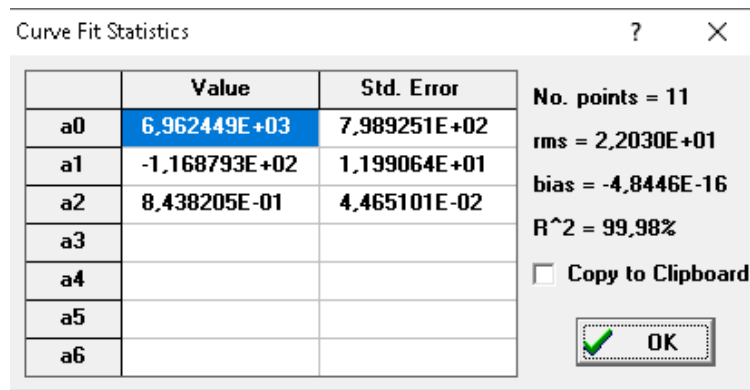 Curve Fit Statistics ? ×
Value Std. Error
a0 6,962449E+03 7,989251E+02
a1 -1,168793E+02 1,199064E+01
a2 8,438205E-01 4,465101E-02
a3
a4
a5
a6
No. points = 11
rms = 2,2030E+01
bias = -4,8446E-16
R^2 = 99,98%
Copy to Clipboard
OK